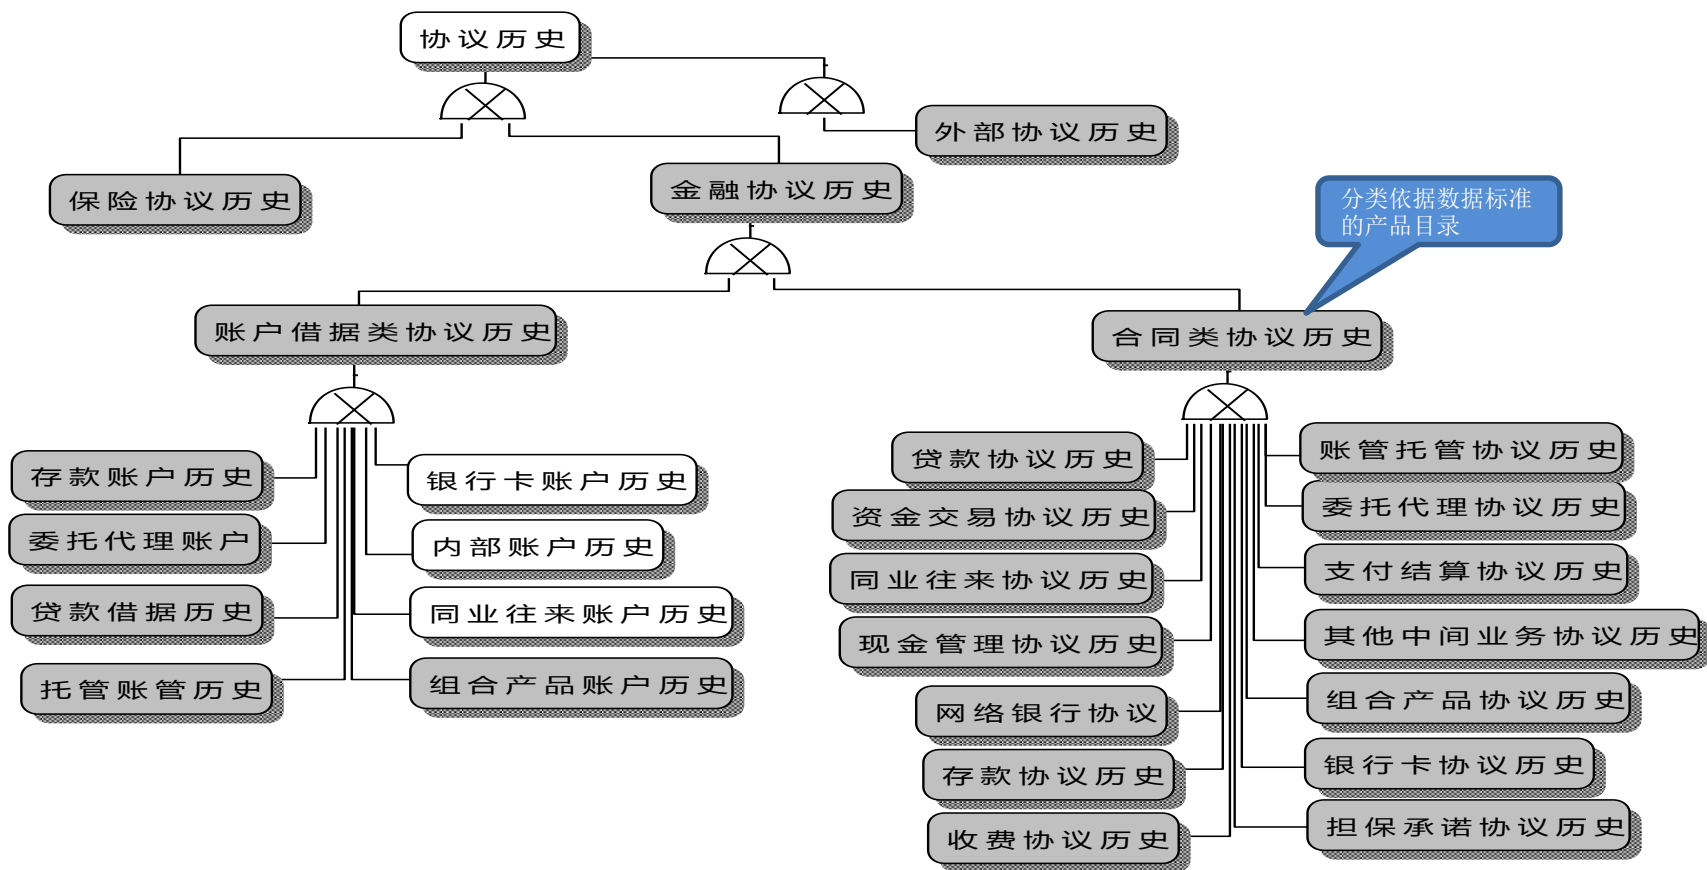 协议历史
外部协议历史
保险协议历史
金融协议历史
分类依据数据标准
的产品目录
账户借据类协议历史
合同类协议历史
存款账户历史
委托代理账户
贷款借据历史
托管账管历史
银行卡账户历史
内部账户历史
同业往来账户历史
组合产品账户历史
贷款协议历史
资金交易协议历史
同业往来协议历史
现金管理协议历史
网络银行协议
存款协议历史
收费协议历史
账管托管协议历史
委托代理协议历史
支付结算协议历史
其他中间业务协议历史
组合产品协议历史
银行卡协议历史
担保承诺协议历史